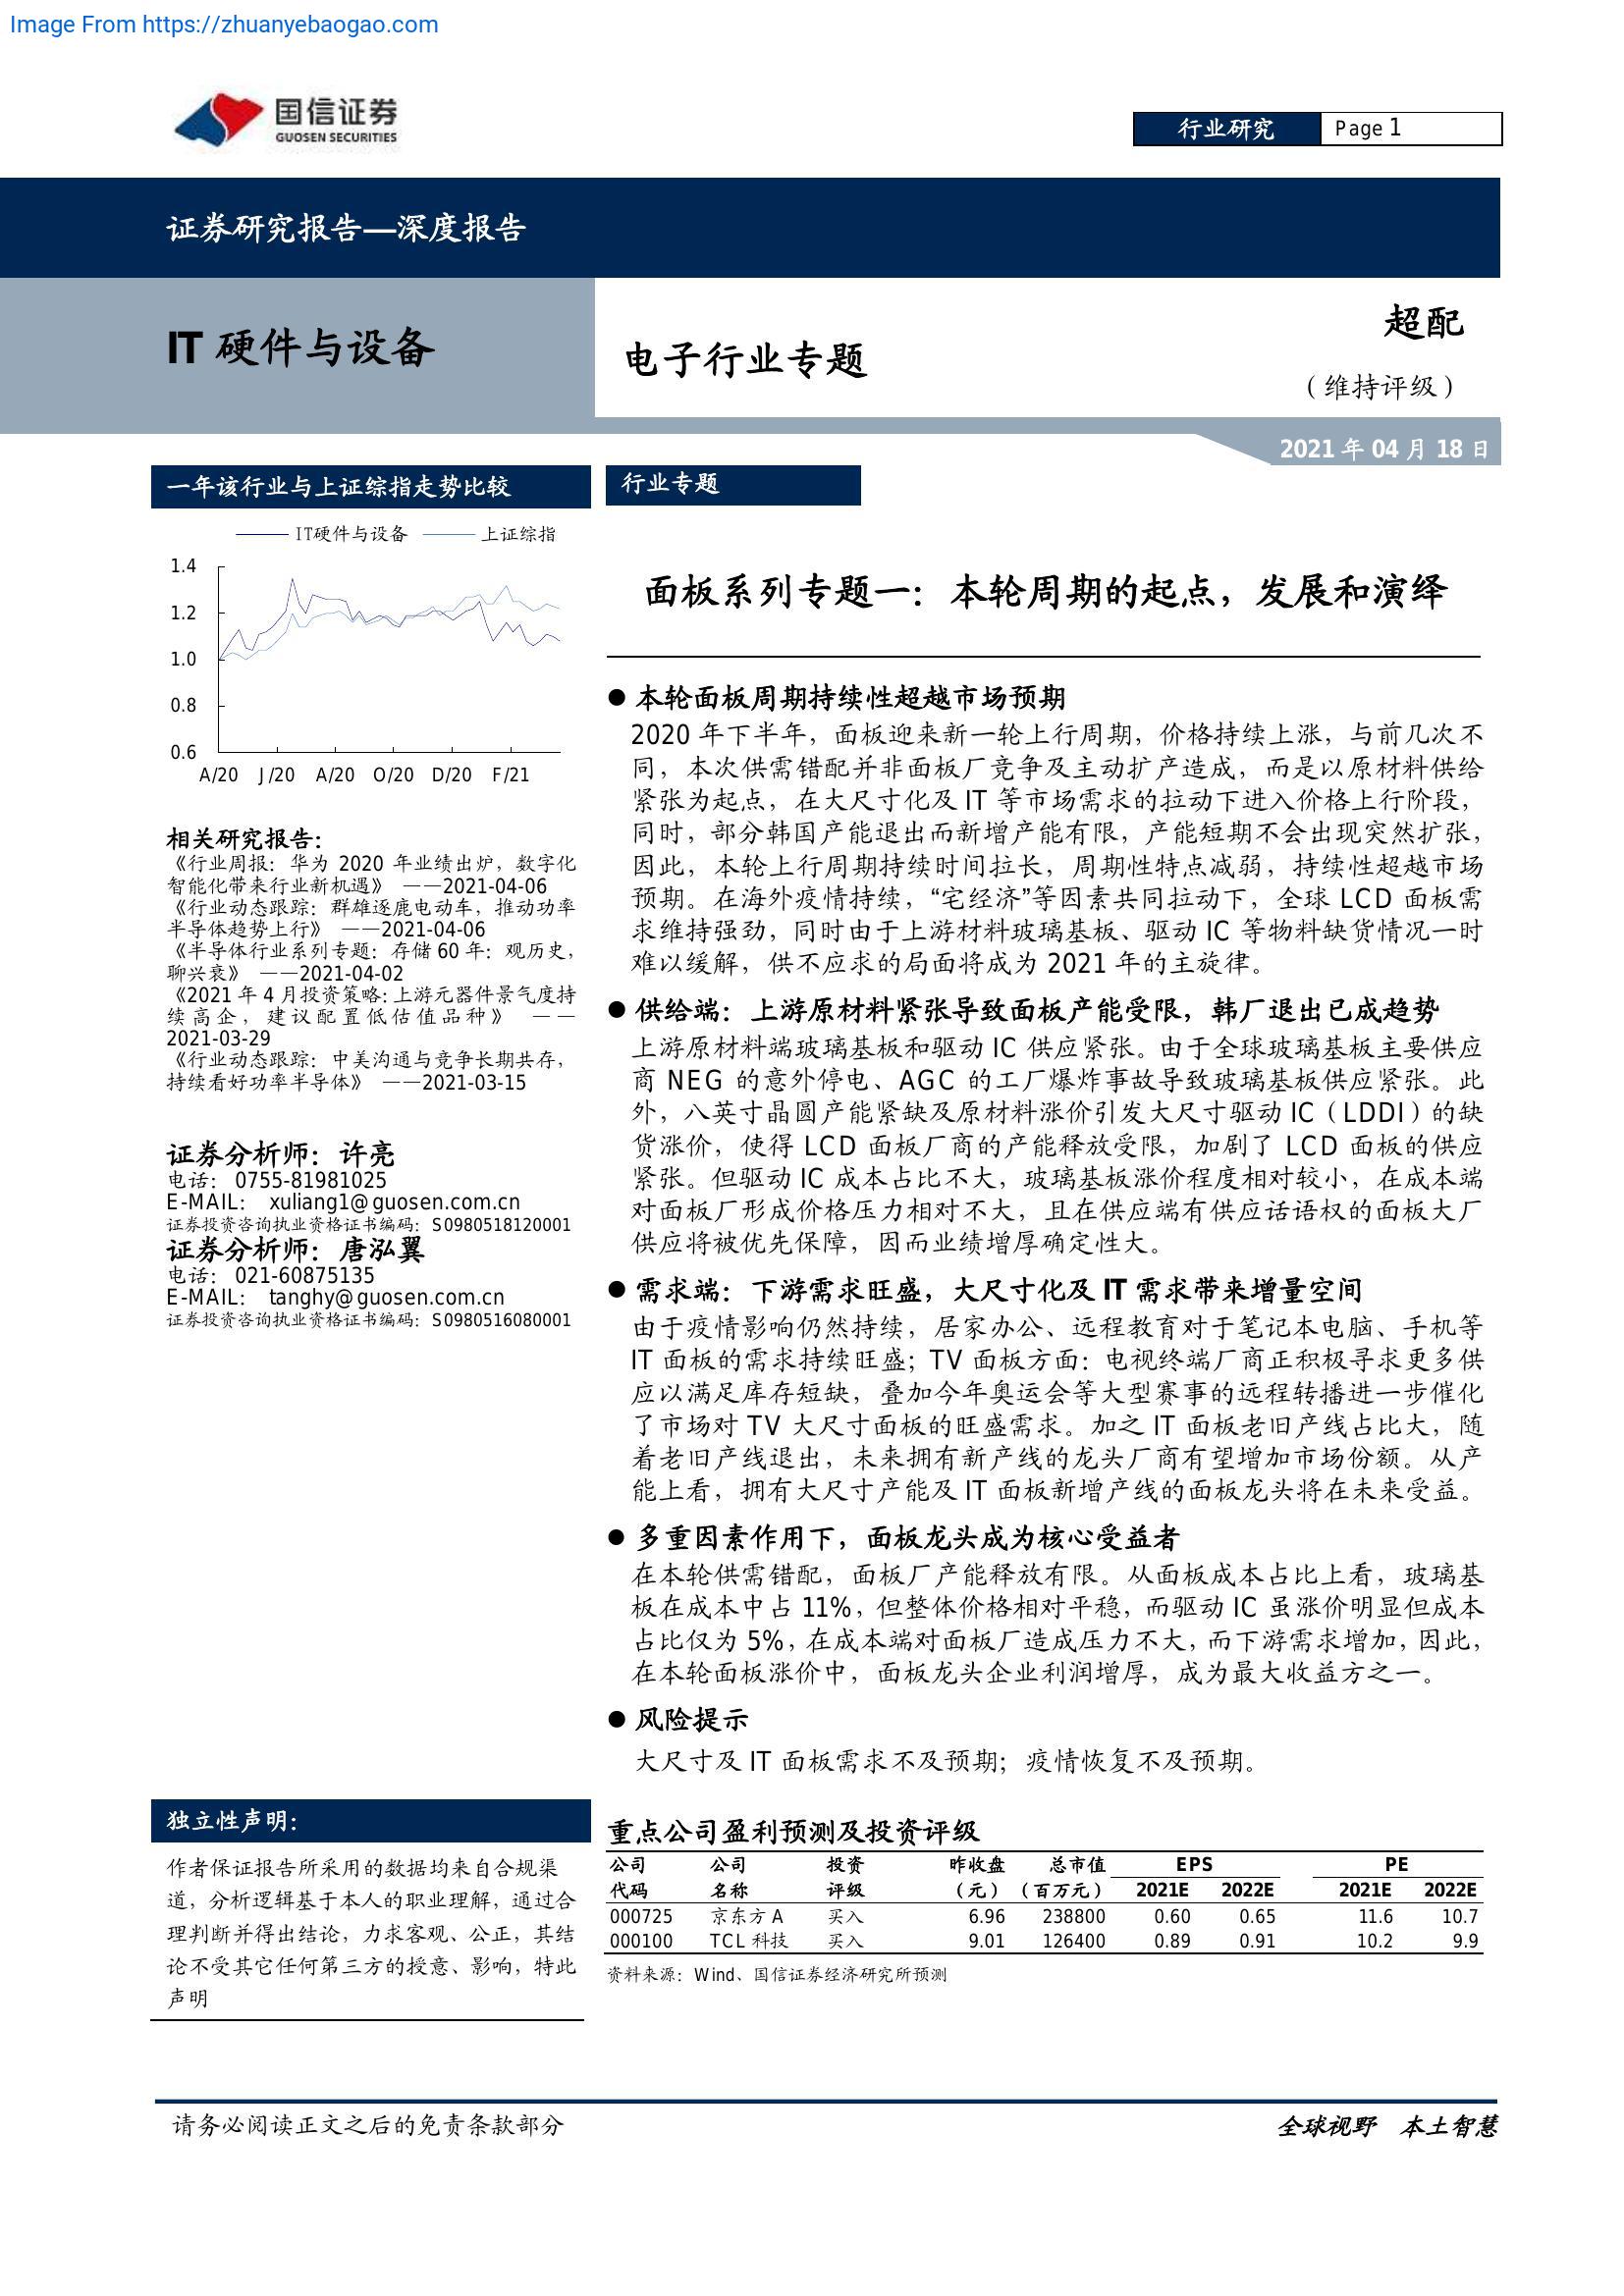 Image From https://zhuanyebaogao.com
国信证券
GUOSEN SECURITIES
行业研究
Page 1
证券研究报告—深度报告
IT 硬件与设备
电子行业专题
超配
（维持评级）
2021 年 04 月 18 日
一年该行业与上证综指走势比较
IT硬件与设备 上证综指
1.4
1.2
1.0
0.8
0.6
A/20 J/20 A/20 O/20 D/20 F/21
相关研究报告：
《行业周报：华为 2020 年业绩出炉，数字化
智能化带来行业新机遇》 ——2021-04-06
《行业动态跟踪：群雄逐鹿电动车，推动功率
半导体趋势上行》 ——2021-04-06
《半导体行业系列专题：存储 60 年：观历史，
聊兴衰》 ——2021-04-02
《2021 年 4 月投资策略：上游元器件景气度持
续高企，建议配置低估值品种》 ——
2021-03-29
《行业动态跟踪：中美沟通与竞争长期共存，
持续看好功率半导体》 ——2021-03-15
证券分析师：许亮
电话： 0755-81981025
E-MAIL： xuliang1@guosen.com.cn
证券投资咨询执业资格证书编码：S0980518120001
证券分析师：唐泓翼
电话： 021-60875135
E-MAIL： tanghy@guosen.com.cn
证券投资咨询执业资格证书编码：S0980516080001
独立性声明：
作者保证报告所采用的数据均来自合规渠
道，分析逻辑基于本人的职业理解，通过合
理判断并得出结论，力求客观、公正，其结
论不受其它任何第三方的授意、影响，特此
声明
行业专题
面板系列专题一：本轮周期的起点，发展和演绎
● 本轮面板周期持续性超越市场预期
2020 年下半年，面板迎来新一轮上行周期，价格持续上涨，与前几次不
同，本次供需错配并非面板厂竞争及主动扩产造成，而是以原材料供给
紧张为起点，在大尺寸化及 IT 等市场需求的拉动下进入价格上行阶段，
同时，部分韩国产能退出而新增产能有限，产能短期不会出现突然扩张，
因此，本轮上行周期持续时间拉长，周期性特点减弱，持续性超越市场
预期。在海外疫情持续，“宅经济”等因素共同拉动下，全球 LCD 面板需
求维持强劲，同时由于上游材料玻璃基板、驱动 IC 等物料缺货情况一时
难以缓解，供不应求的局面将成为 2021 年的主旋律。
● 供给端：上游原材料紧张导致面板产能受限，韩厂退出已成趋势
上游原材料端玻璃基板和驱动 IC 供应紧张。由于全球玻璃基板主要供应
商 NEG 的意外停电、AGC 的工厂爆炸事故导致玻璃基板供应紧张。此
外，八英寸晶圆产能紧缺及原材料涨价引发大尺寸驱动 IC（LDDI）的缺
货涨价，使得 LCD 面板厂商的产能释放受限，加剧了 LCD 面板的供应
紧张。但驱动 IC 成本占比不大，玻璃基板涨价程度相对较小，在成本端
对面板厂形成价格压力相对不大，且在供应端有供应话语权的面板大厂
供应将被优先保障，因而业绩增厚确定性大。
● 需求端：下游需求旺盛，大尺寸化及 IT 需求带来增量空间
由于疫情影响仍然持续，居家办公、远程教育对于笔记本电脑、手机等
IT 面板的需求持续旺盛；TV 面板方面：电视终端厂商正积极寻求更多供
应以满足库存短缺，叠加今年奥运会等大型赛事的远程转播进一步催化
了市场对 TV 大尺寸面板的旺盛需求。加之 IT 面板老旧产线占比大，随
着老旧产线退出，未来拥有新产线的龙头厂商有望增加市场份额。从产
能上看，拥有大尺寸产能及 IT 面板新增产线的面板龙头将在未来受益。
● 多重因素作用下，面板龙头成为核心受益者
在本轮供需错配，面板厂产能释放有限。从面板成本占比上看，玻璃基
板在成本中占 11%，但整体价格相对平稳，而驱动 IC 虽涨价明显但成本
占比仅为 5%，在成本端对面板厂造成压力不大，而下游需求增加，因此，
在本轮面板涨价中，面板龙头企业利润增厚，成为最大收益方之一。
● 风险提示
大尺寸及 IT 面板需求不及预期；疫情恢复不及预期。
重点公司盈利预测及投资评级
公司 公司 投资 昨收盘 总市值 EPS PE
代码 名称 评级 （元） （百万元） 2021E 2022E 2021E 2022E
000725 京东方 A 买入 6.96 238800 0.60 0.65 11.6 10.7
000100 TCL 科技 买入 9.01 126400 0.89 0.91 10.2 9.9
资料来源：Wind、国信证券经济研究所预测
请务必阅读正文之后的免责条款部分
全球视野 本土智慧